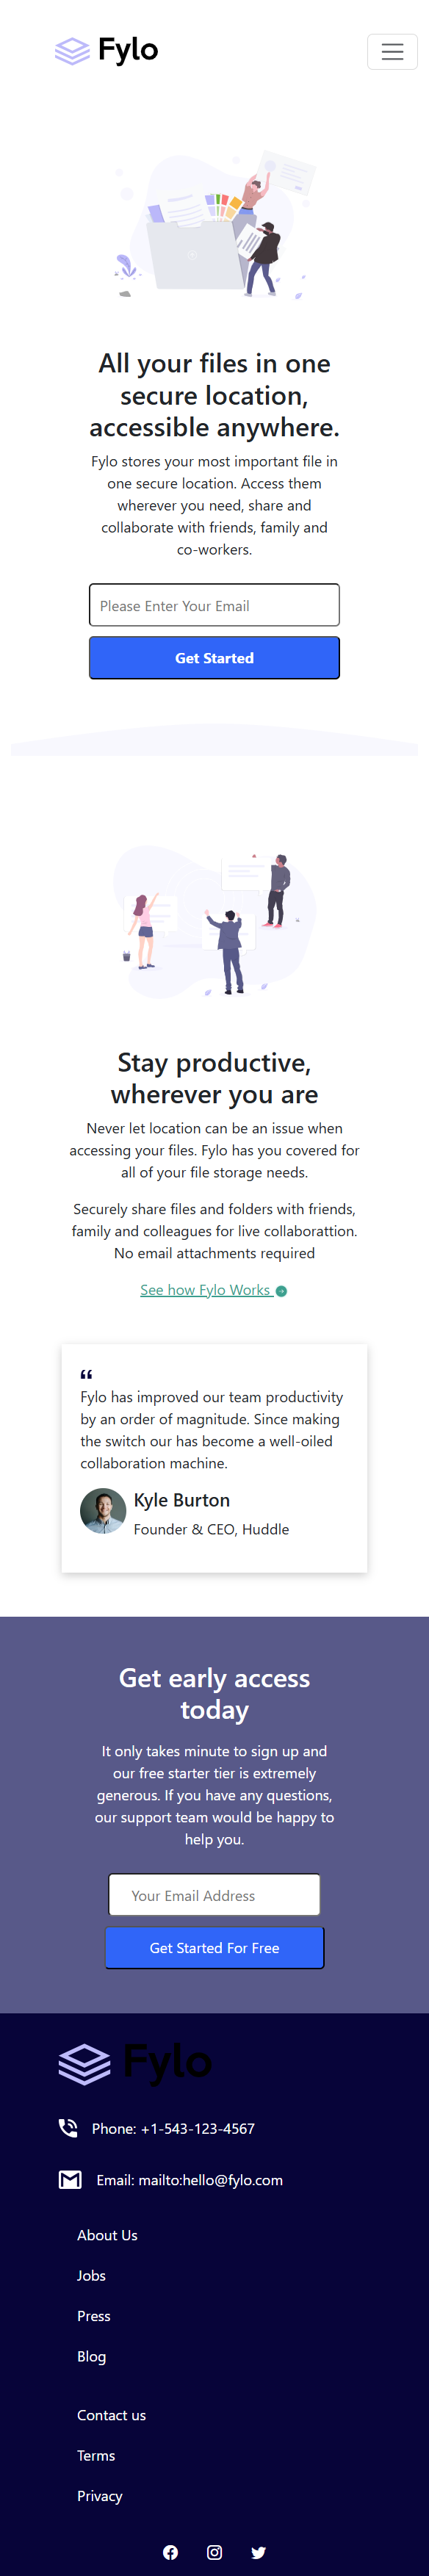 Fylo
All your files in one
secure location,
accessible anywhere.
Fylo stores your most important file in
one secure location. Access them
wherever you need, share and
collaborate with friends, family and
co-workers.
Please Enter Your Email
Get Started
Stay productive,
wherever you are
Never let location can be an issue when
accessing your files. Fylo has you covered for
all of your file storage needs.
Securely share files and folders with friends,
family and colleagues for live collaborattion.
No email attachments required
See how Fylo Works
“
Fylo has improved our team productivity
by an order of magnitude. Since making
the switch our has become a well-oiled
collaboration machine.
Kyle Burton
Founder & CEO, Huddle
Get early access
today
It only takes minute to sign up and
our free starter tier is extremely
generous. If you have any questions,
our support team would be happy to
help you.
Your Email Address
Get Started For Free
Fylo
Phone: +1-543-123-4567
Email: mailto:hello@fylo.com
About Us
Jobs
Press
Blog
Contact us
Terms
Privacy